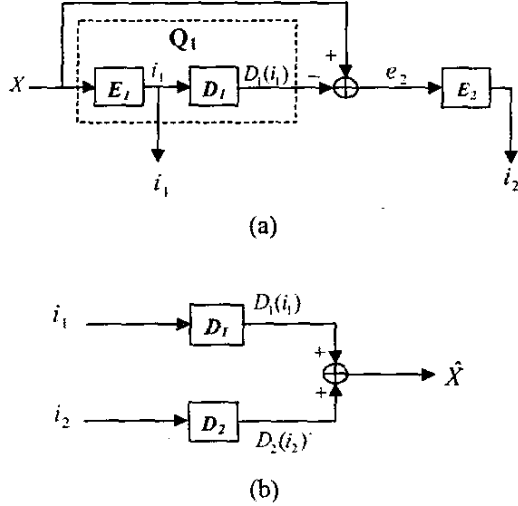 Q₁
X
E₁
i₁
D₁
D₁(i₁)
+
−
e₂
E₂
i₁
i₂
(a)
i₁
D₁
D₁(i₁)
+
+
X̂
i₂
D₂
D₂(i₂)
(b)